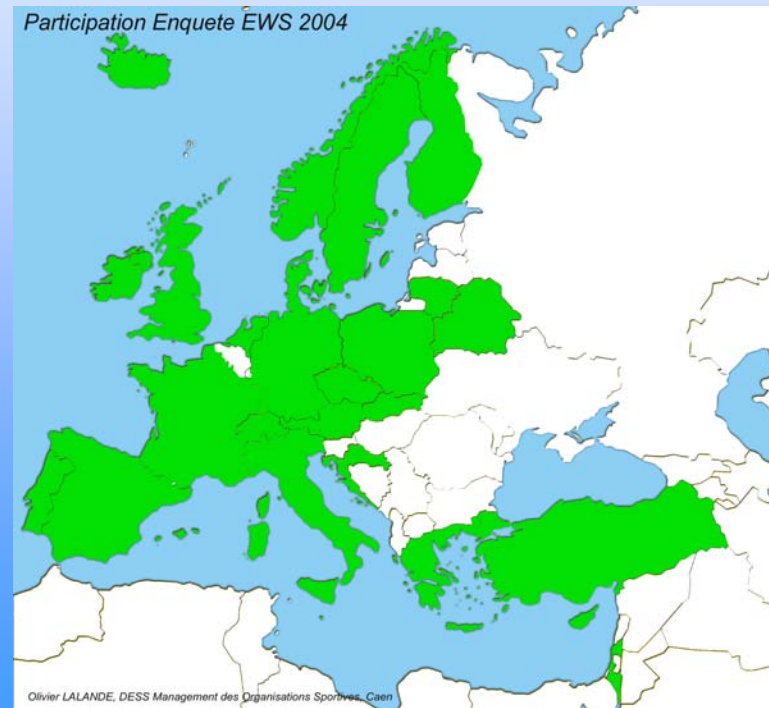 Participation Enquete EWS 2004
Olivier LALANDE, DESS Management des Organisations Sportives, Caen